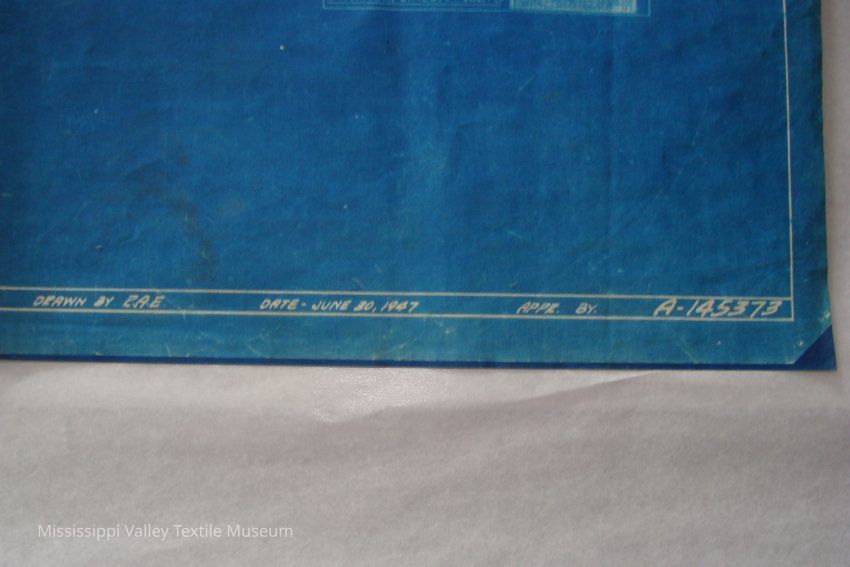 DRAWN BY E.A.E DATE - JUNE 30, 1947 APPR. BY. A-145373
Mississippi Valley Textile Museum